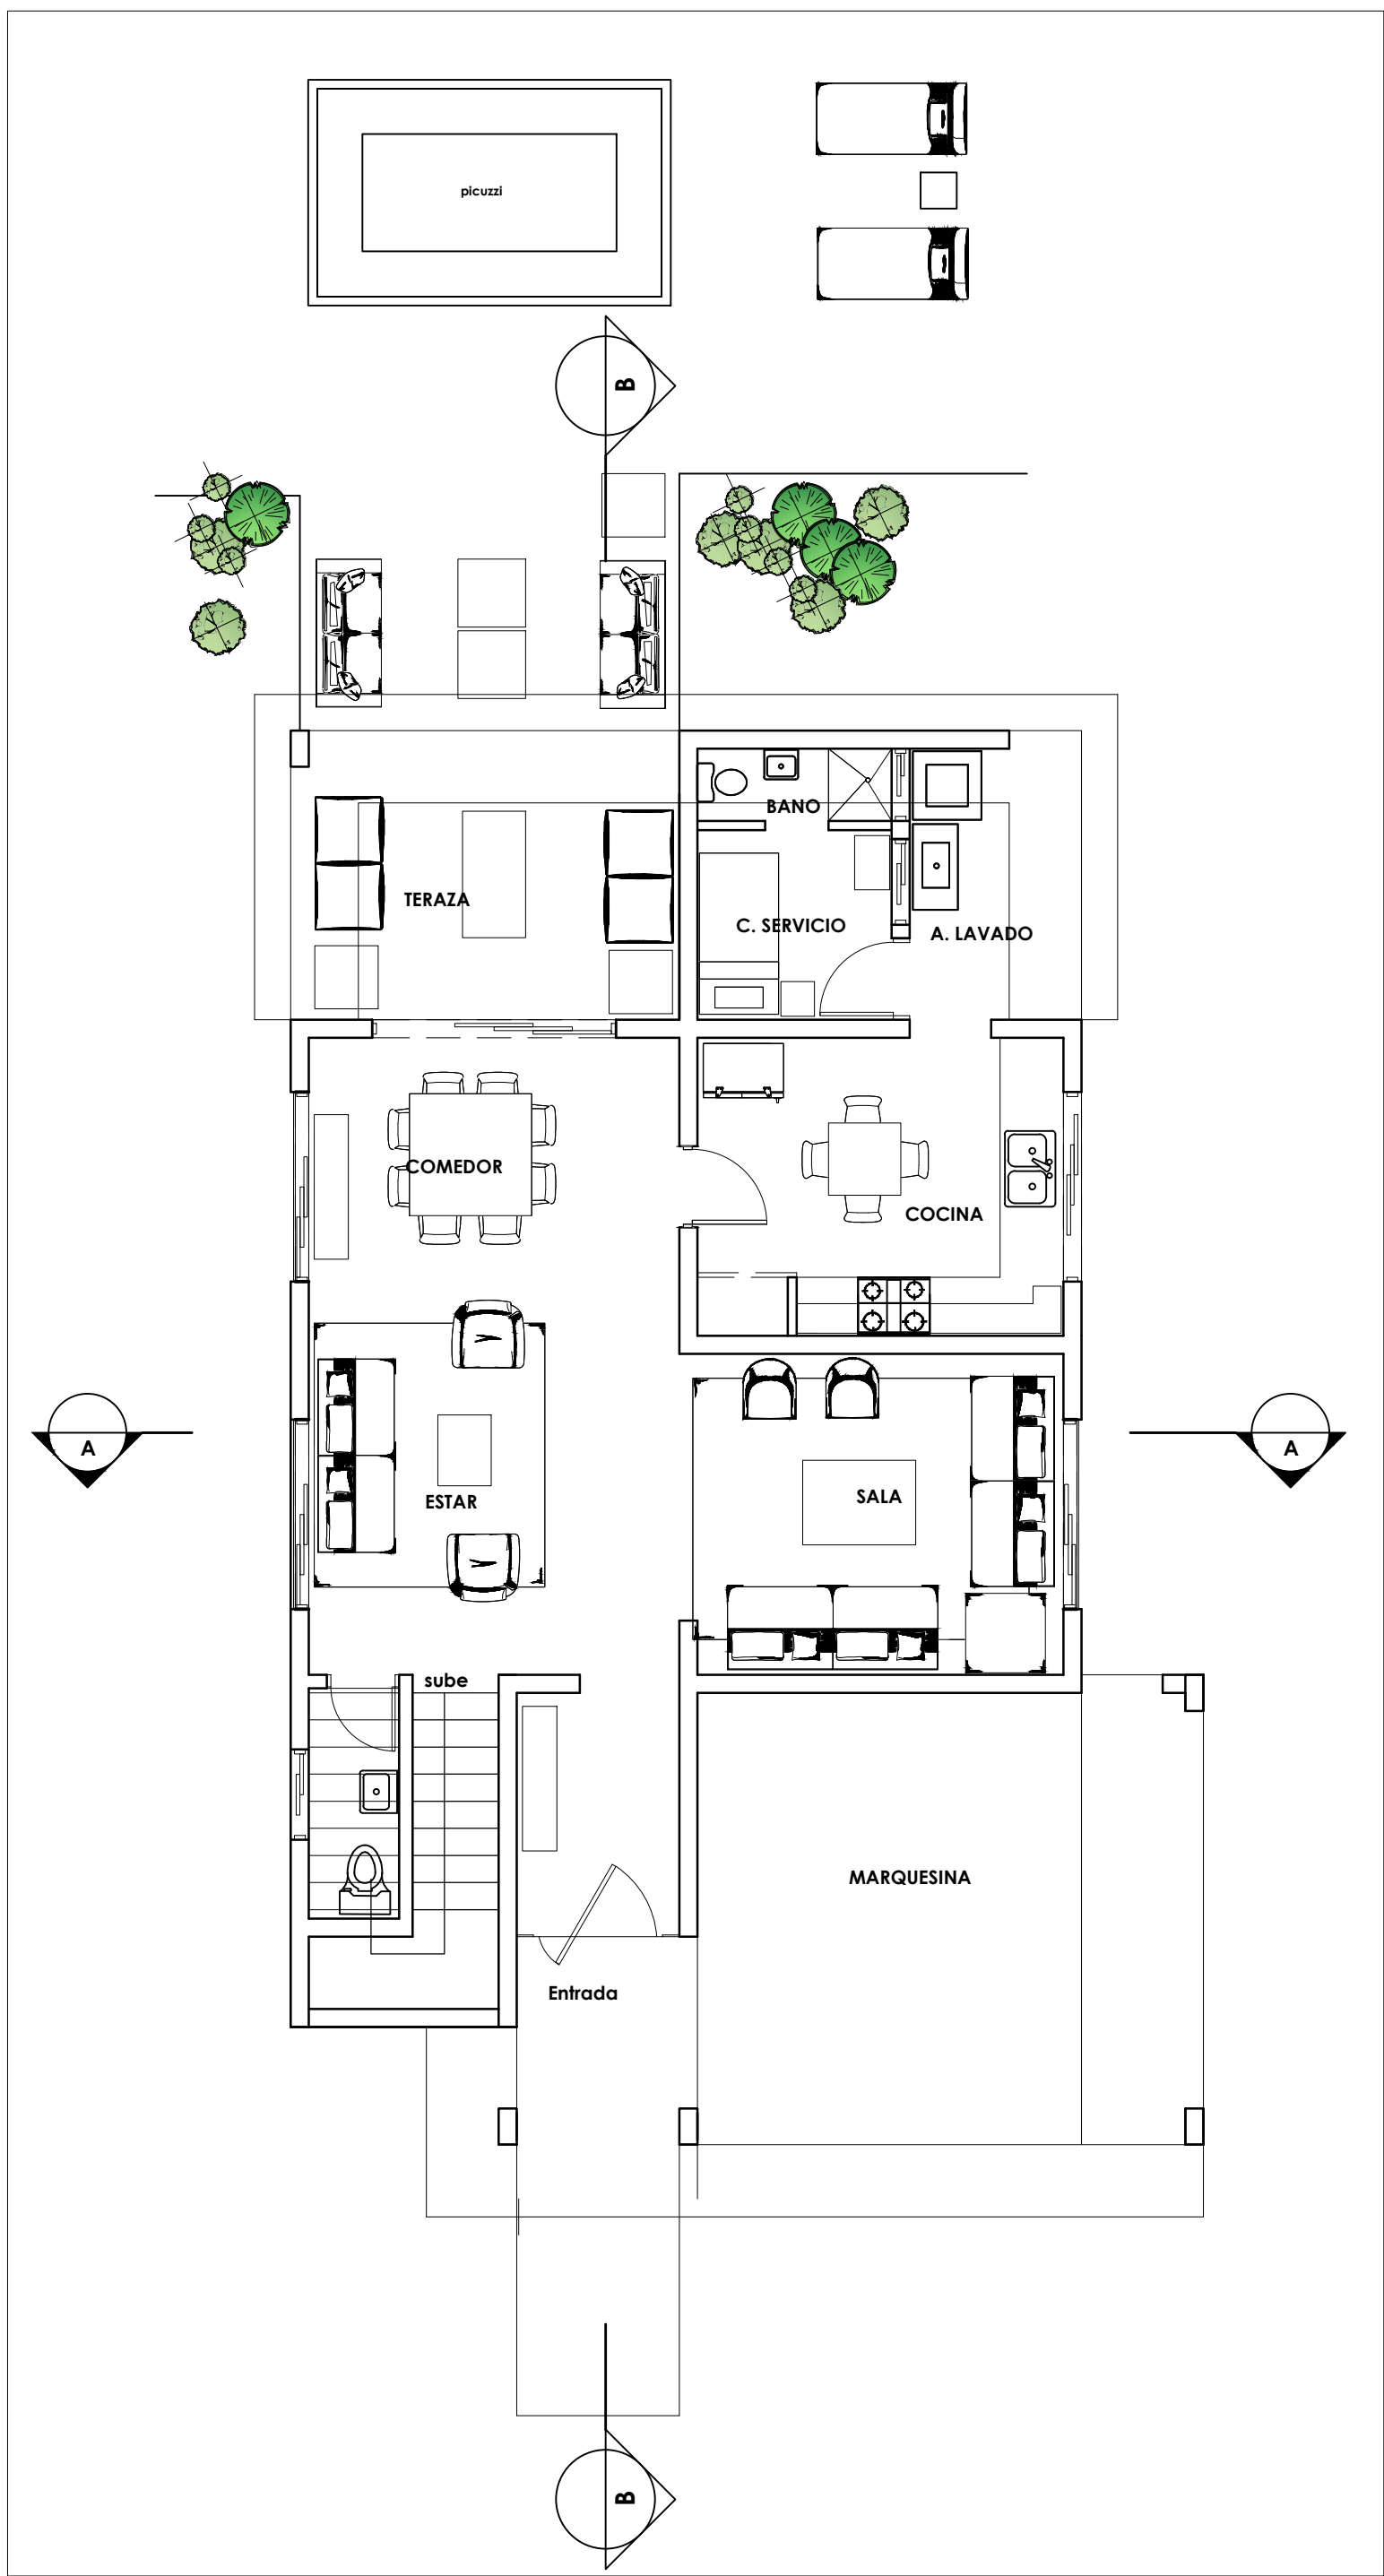 picuzzi
B
BANO
TERAZA
C. SERVICIO
A. LAVADO
COMEDOR
COCINA
A
A
SALA
ESTAR
sube
MARQUESINA
Entrada
B